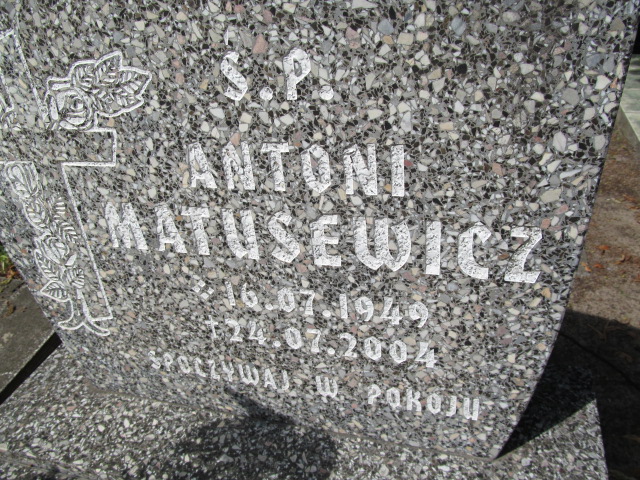 Ś.P.
ANTONI
MATUSEWICZ
* 16.07.1949
† 24.07.2004
SPOCZYWAJ W POKOJU